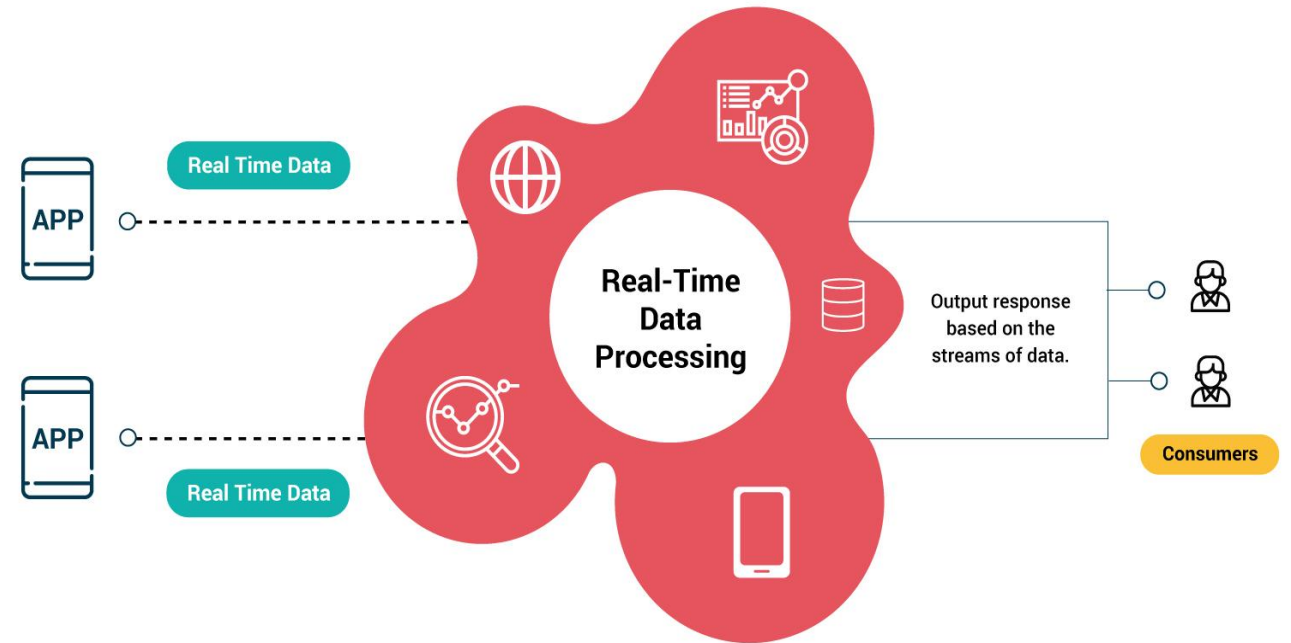 Real Time Data
APP
APP
Real Time Data
Real-Time
Data
Processing
Output response
based on the
streams of data.
Consumers